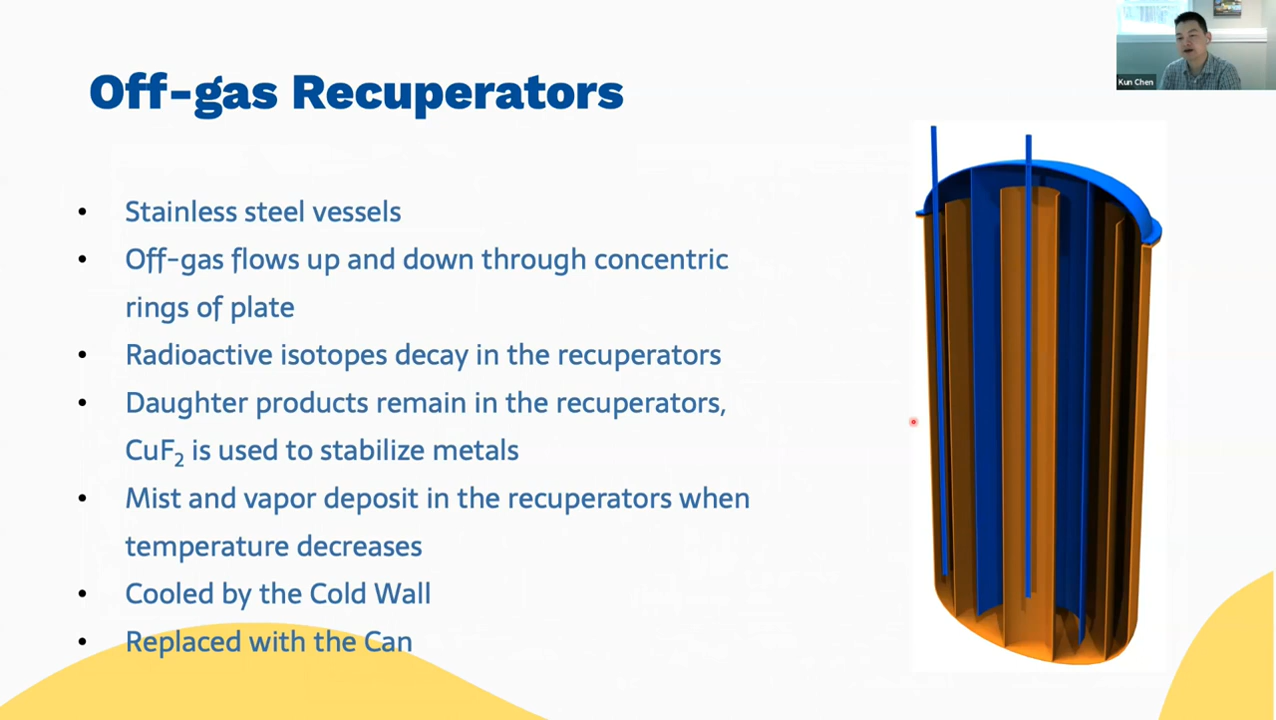 Off-gas Recuperators
Kun Chen
• Stainless steel vessels
• Off-gas flows up and down through concentric
rings of plate
• Radioactive isotopes decay in the recuperators
• Daughter products remain in the recuperators,
CuF₂ is used to stabilize metals
• Mist and vapor deposit in the recuperators when
temperature decreases
• Cooled by the Cold Wall
• Replaced with the Can